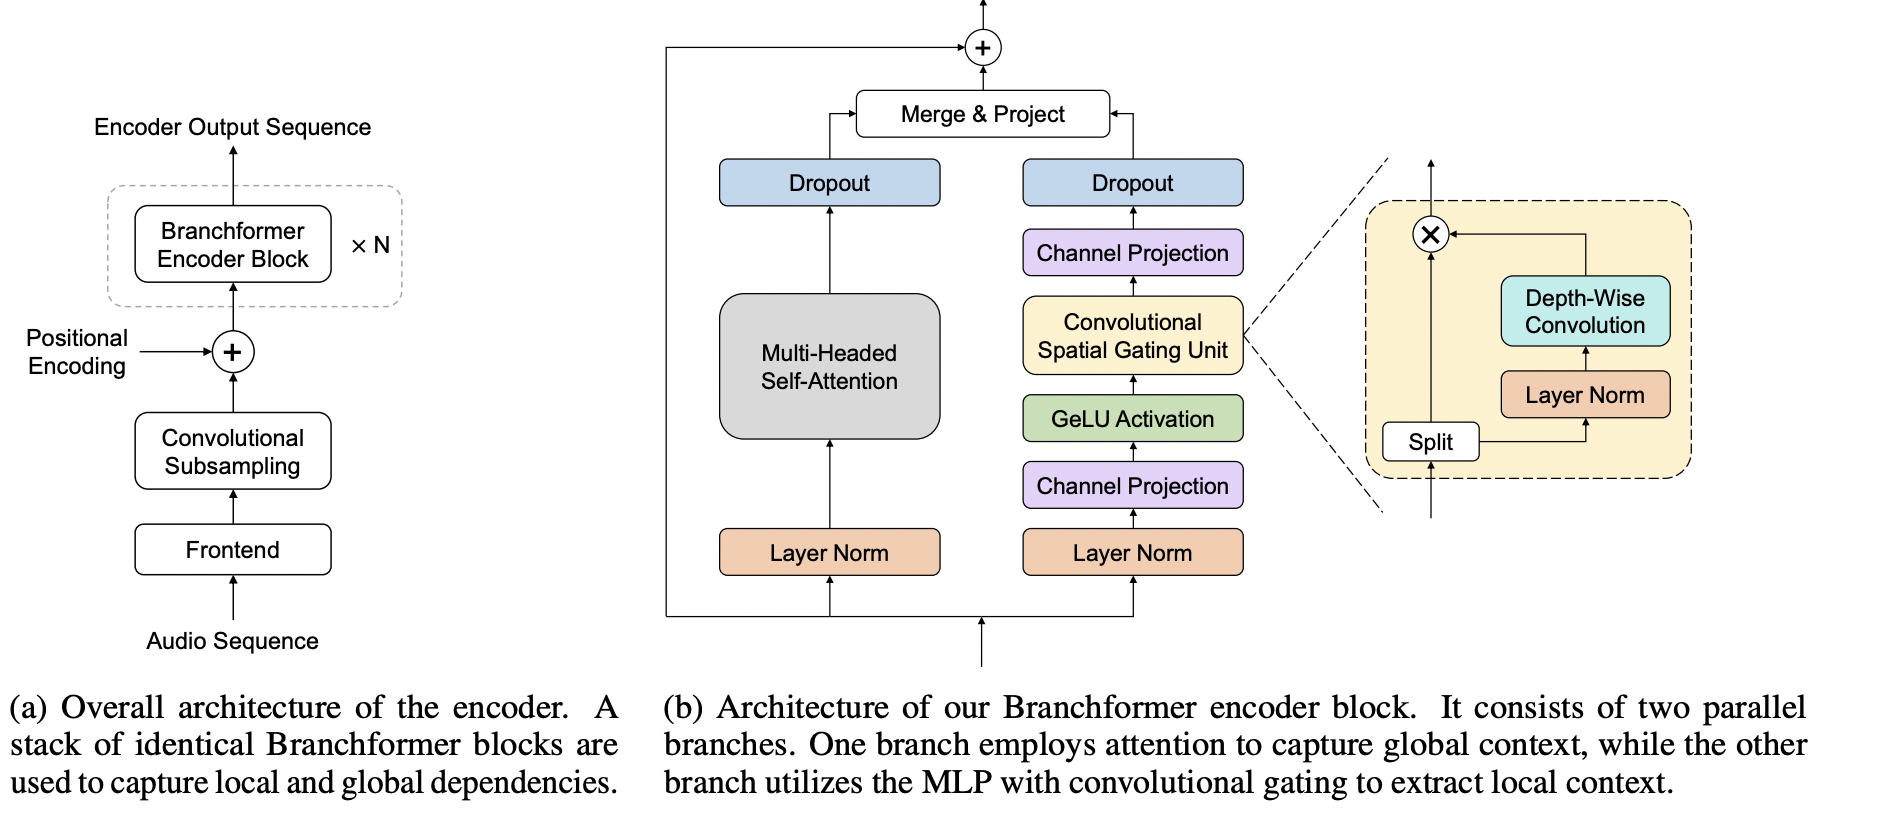 Encoder Output Sequence
Branchformer
Encoder Block
× N
Positional
Encoding
+
Convolutional
Subsampling
Frontend
Audio Sequence
(a) Overall architecture of the encoder. A
stack of identical Branchformer blocks are
used to capture local and global dependencies.
+
Merge & Project
Dropout
Multi-Headed
Self-Attention
Layer Norm
Dropout
Channel Projection
Convolutional
Spatial Gating Unit
GeLU Activation
Channel Projection
Layer Norm
×
Depth-Wise
Convolution
Layer Norm
Split
(b) Architecture of our Branchformer encoder block. It consists of two parallel
branches. One branch employs attention to capture global context, while the other
branch utilizes the MLP with convolutional gating to extract local context.